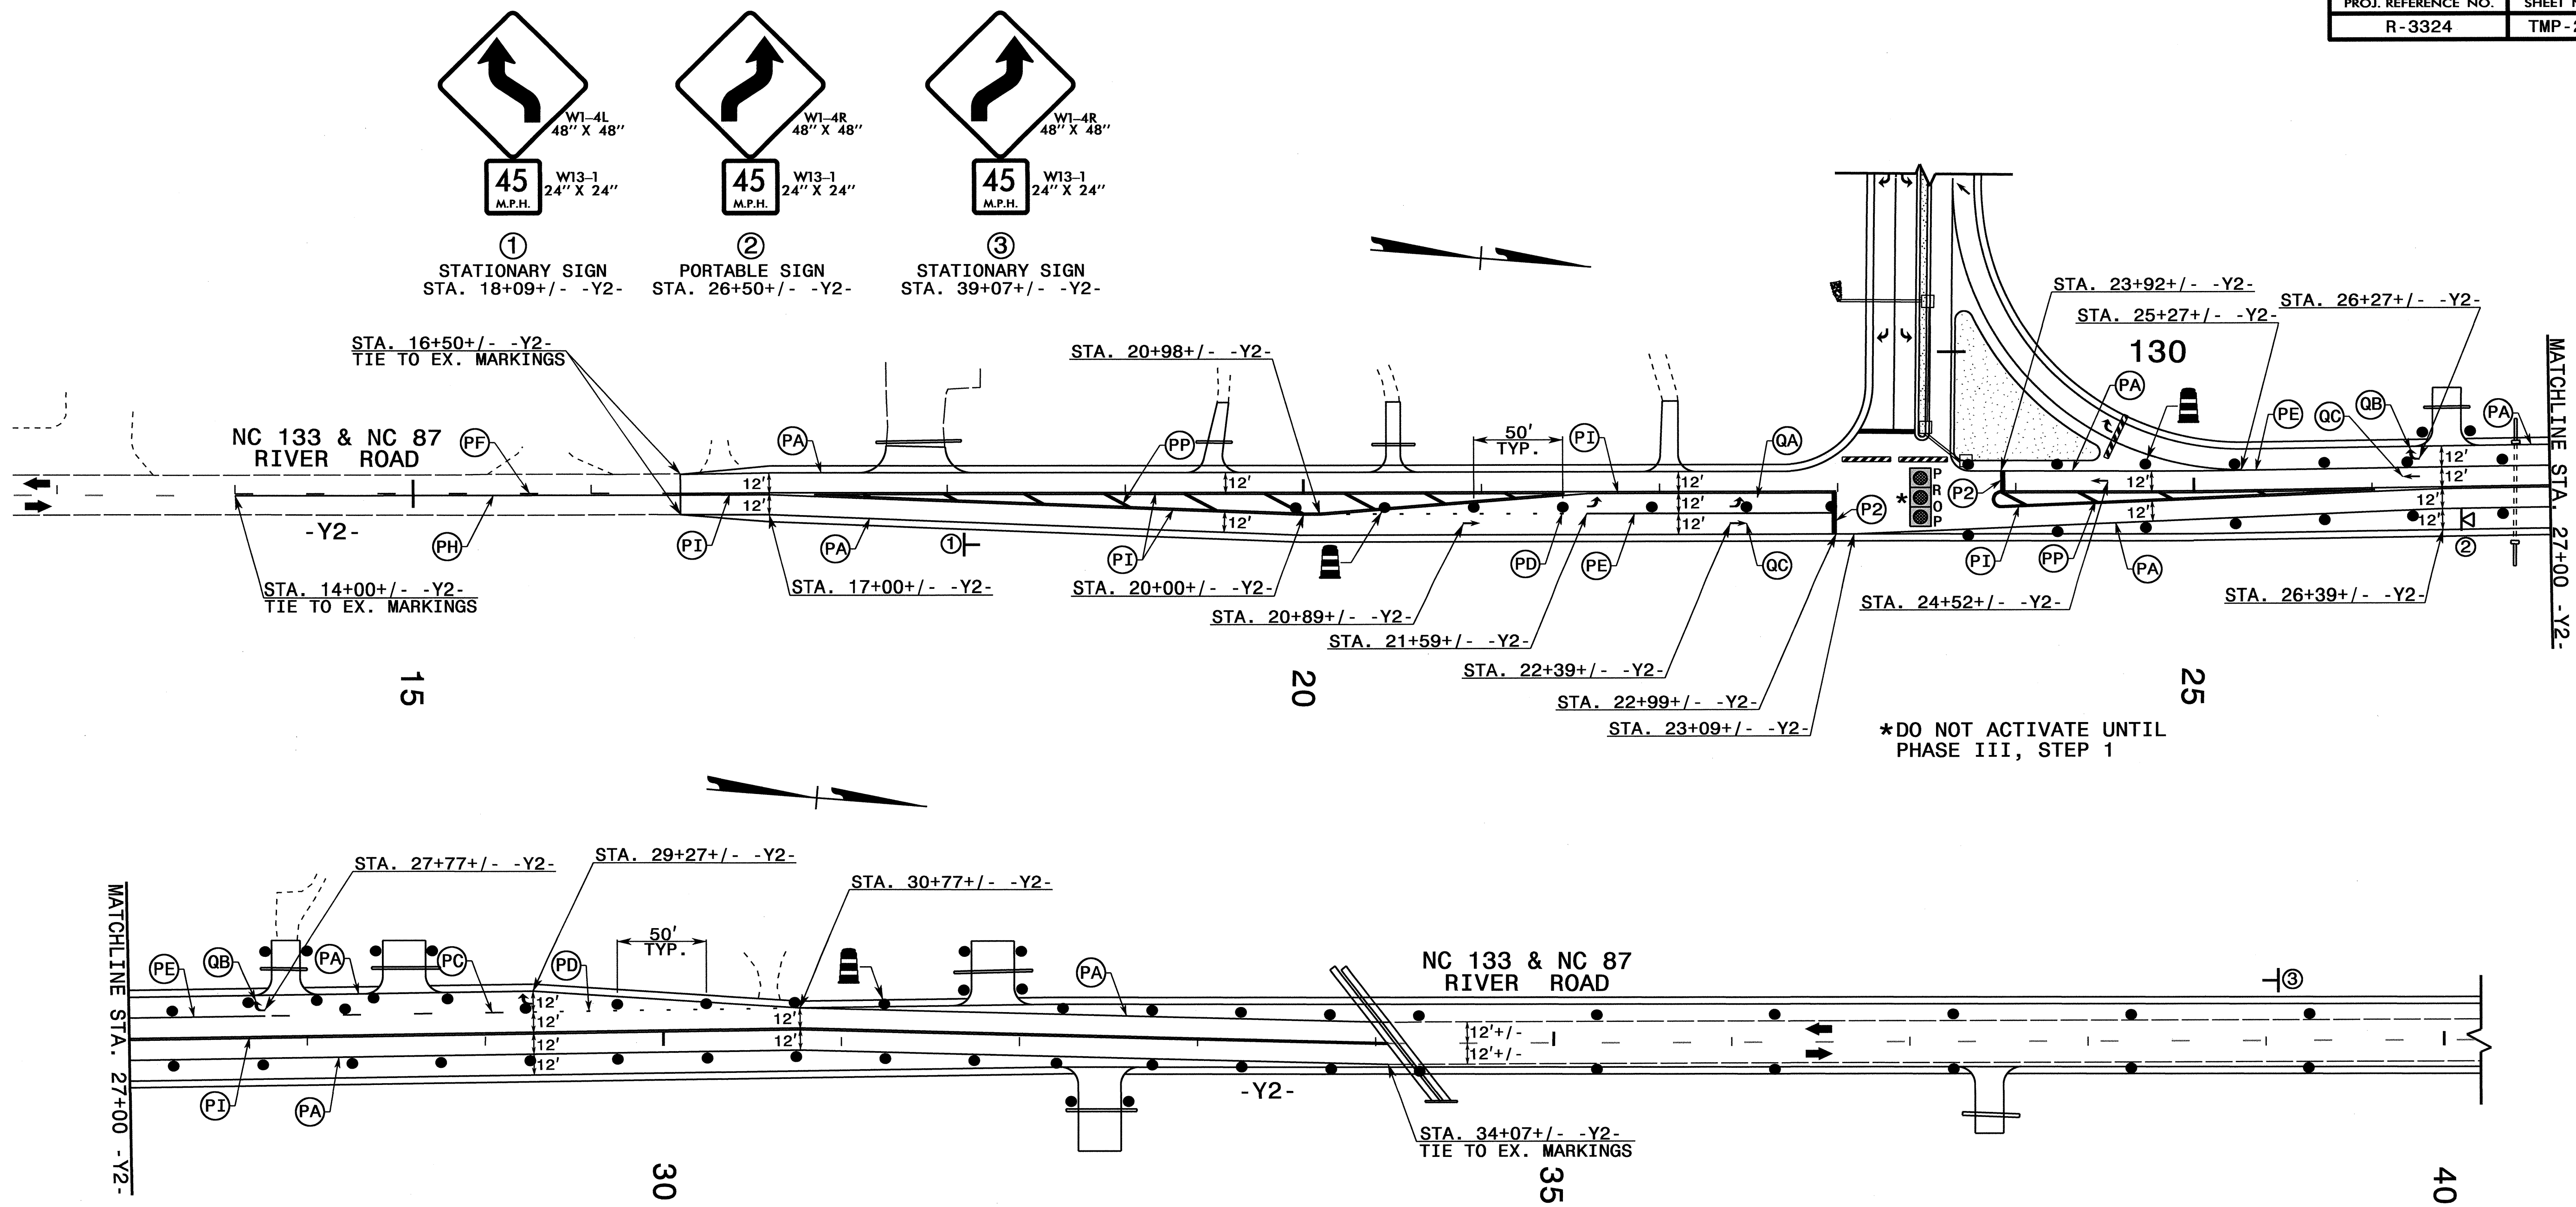 PROJ. REFERENCE NO.
R-3324
W1-4L
48" X 48"
45
M.P.H.
W13-1
24" X 24"
1
STATIONARY SIGN
STA. 18+09+/- -Y2-
W1-4R
48" X 48"
45
M.P.H.
W13-1
24" X 24"
2
PORTABLE SIGN
STA. 26+50+/- -Y2-
W1-4R
48" X 48"
45
M.P.H.
W13-1
24" X 24"
3
STATIONARY SIGN
STA. 39+07+/- -Y2-
STA. 16+50+/- -Y2-
TIE TO EX. MARKINGS
STA. 20+98+/- -Y2-
STA. 23+92+/- -Y2-
STA. 26+27+/- -Y2-
STA. 25+27+/- -Y2-
130
NC 133 & NC 87
RIVER ROAD
PF
PA
PP
50'
TYP.
PI
QA
PA
PE
QC
QB
PA
MATCHLINE STA. 27+00 -Y2-
12'
12'
12'
12'
12'
12'
12'
12'
12'
12'
12'
12'
12'
12'
*
PROP
P2
P2
-Y2-
PH
PI
PA
1
PI
PD
PE
QC
PI
PP
PA
2
STA. 14+00+/- -Y2-
TIE TO EX. MARKINGS
STA. 17+00+/- -Y2-
STA. 20+00+/- -Y2-
STA. 20+89+/- -Y2-
STA. 21+59+/- -Y2-
STA. 22+39+/- -Y2-
STA. 22+99+/- -Y2-
STA. 23+09+/- -Y2-
STA. 24+52+/- -Y2-
STA. 26+39+/- -Y2-
15
20
25
*DO NOT ACTIVATE UNTIL
PHASE III, STEP 1
MATCHLINE STA. 27+00 -Y2-
STA. 27+77+/- -Y2-
STA. 29+27+/- -Y2-
STA. 30+77+/- -Y2-
PE
QB
PA
PC
PD
50'
TYP.
PA
NC 133 & NC 87
RIVER ROAD
3
12'
12'
12'
12'
12'
12'
12'+/-
12'+/-
PI
PA
-Y2-
STA. 34+07+/- -Y2-
TIE TO EX. MARKINGS
30
35
40